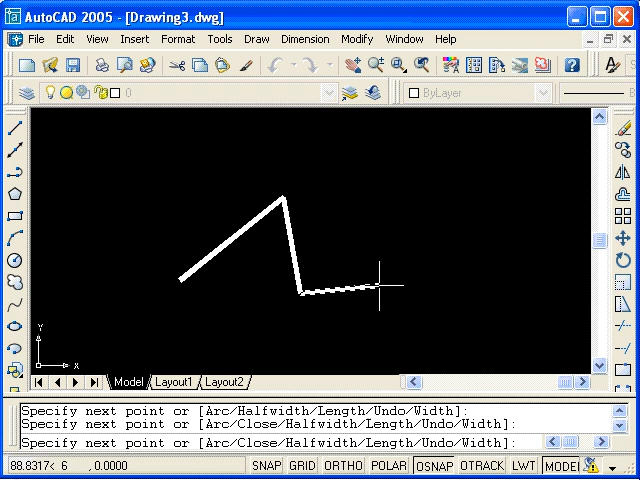 AutoCAD 2005 - [Drawing3.dwg]
File Edit View Insert Format Tools Draw Dimension Modify Window Help
0 ByLayer
Y
X
Model Layout1 Layout2
Specify next point or [Arc/Halfwidth/Length/Undo/Width]:
Specify next point or [Arc/Close/Halfwidth/Length/Undo/Width]:
Specify next point or [Arc/Close/Halfwidth/Length/Undo/Width]:
88.8317< 6 ,0.0000 SNAP GRID ORTHO POLAR OSNAP OTRACK LWT MODEL